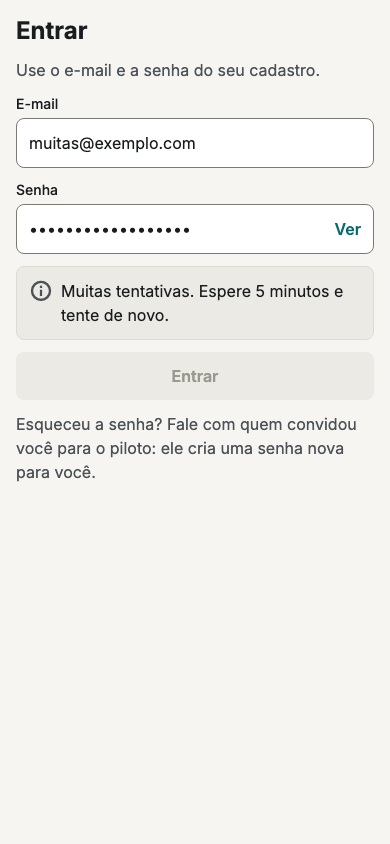 Entrar
Use o e-mail e a senha do seu cadastro.
E-mail
muitas@exemplo.com
Senha
••••••••••••••••••
Ver
Muitas tentativas. Espere 5 minutos e
tente de novo.
Entrar
Esqueceu a senha? Fale com quem convidou
você para o piloto: ele cria uma senha nova
para você.